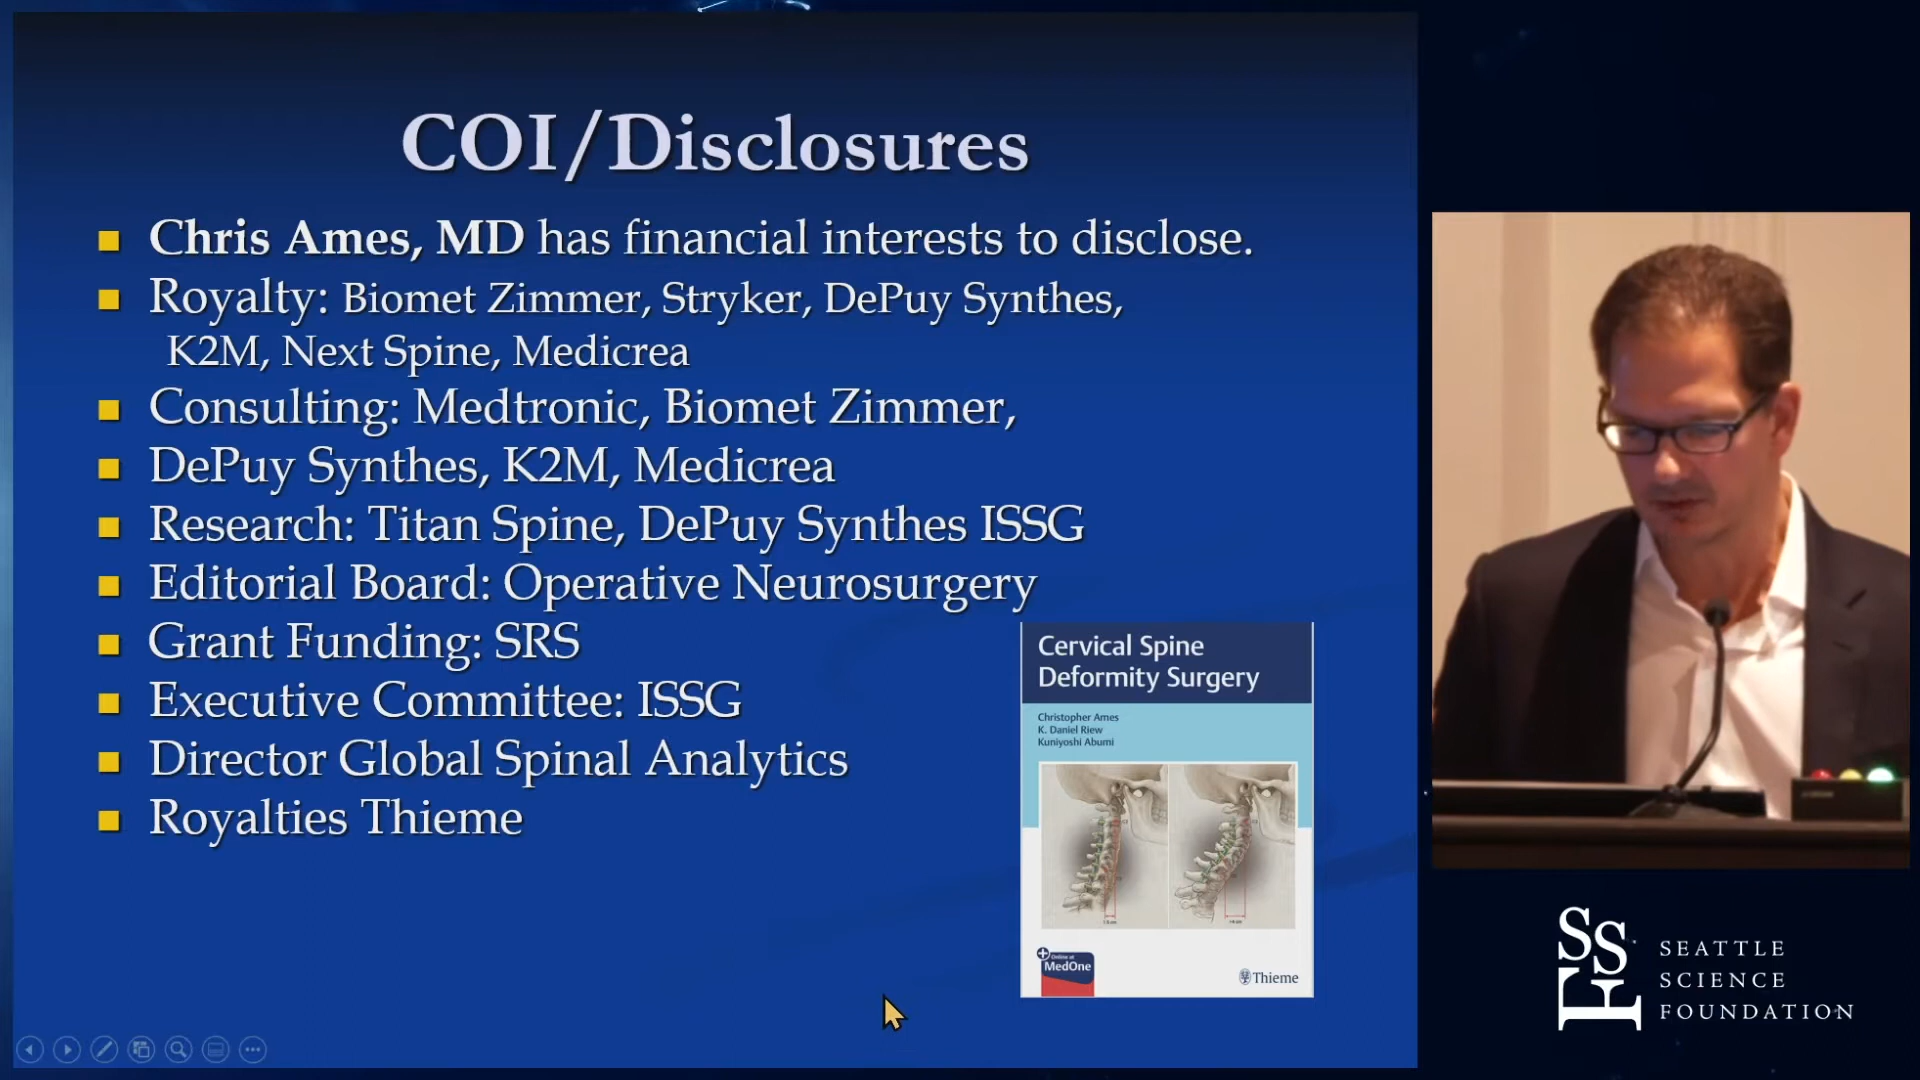 COI/Disclosures
Chris Ames, MD has financial interests to disclose.
Royalty: Biomet Zimmer, Stryker, DePuy Synthes,
K2M, Next Spine, Medicrea
Consulting: Medtronic, Biomet Zimmer,
DePuy Synthes, K2M, Medicrea
Research: Titan Spine, DePuy Synthes ISSG
Editorial Board: Operative Neurosurgery
Grant Funding: SRS
Executive Committee: ISSG
Director Global Spinal Analytics
Royalties Thieme
Cervical Spine
Deformity Surgery
Christopher Ames
K. Daniel Riew
Kuniyoshi Abumi
Online at
MedOne
Thieme
SSF
SEATTLE
SCIENCE
FOUNDATION